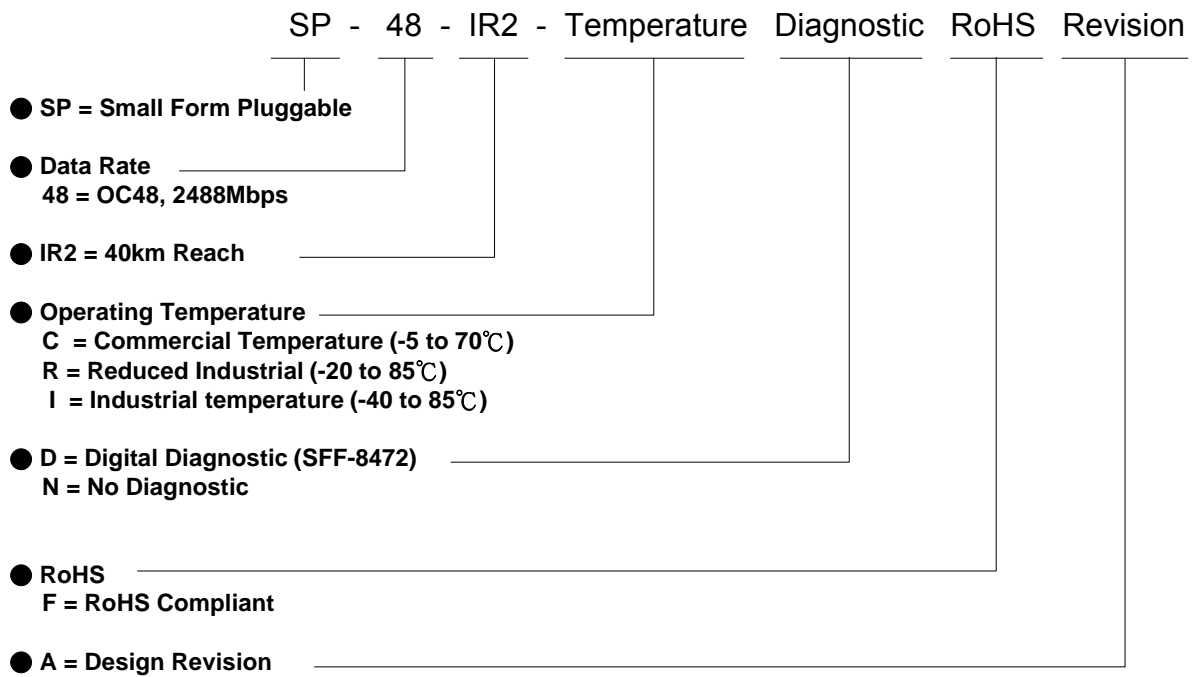 SP - 48 - IR2 - Temperature Diagnostic RoHS Revision
● SP = Small Form Pluggable
● Data Rate
48 = OC48, 2488Mbps
● IR2 = 40km Reach
● Operating Temperature
C = Commercial Temperature (-5 to 70℃)
R = Reduced Industrial (-20 to 85℃)
I = Industrial temperature (-40 to 85℃)
● D = Digital Diagnostic (SFF-8472)
N = No Diagnostic
● RoHS
F = RoHS Compliant
● A = Design Revision